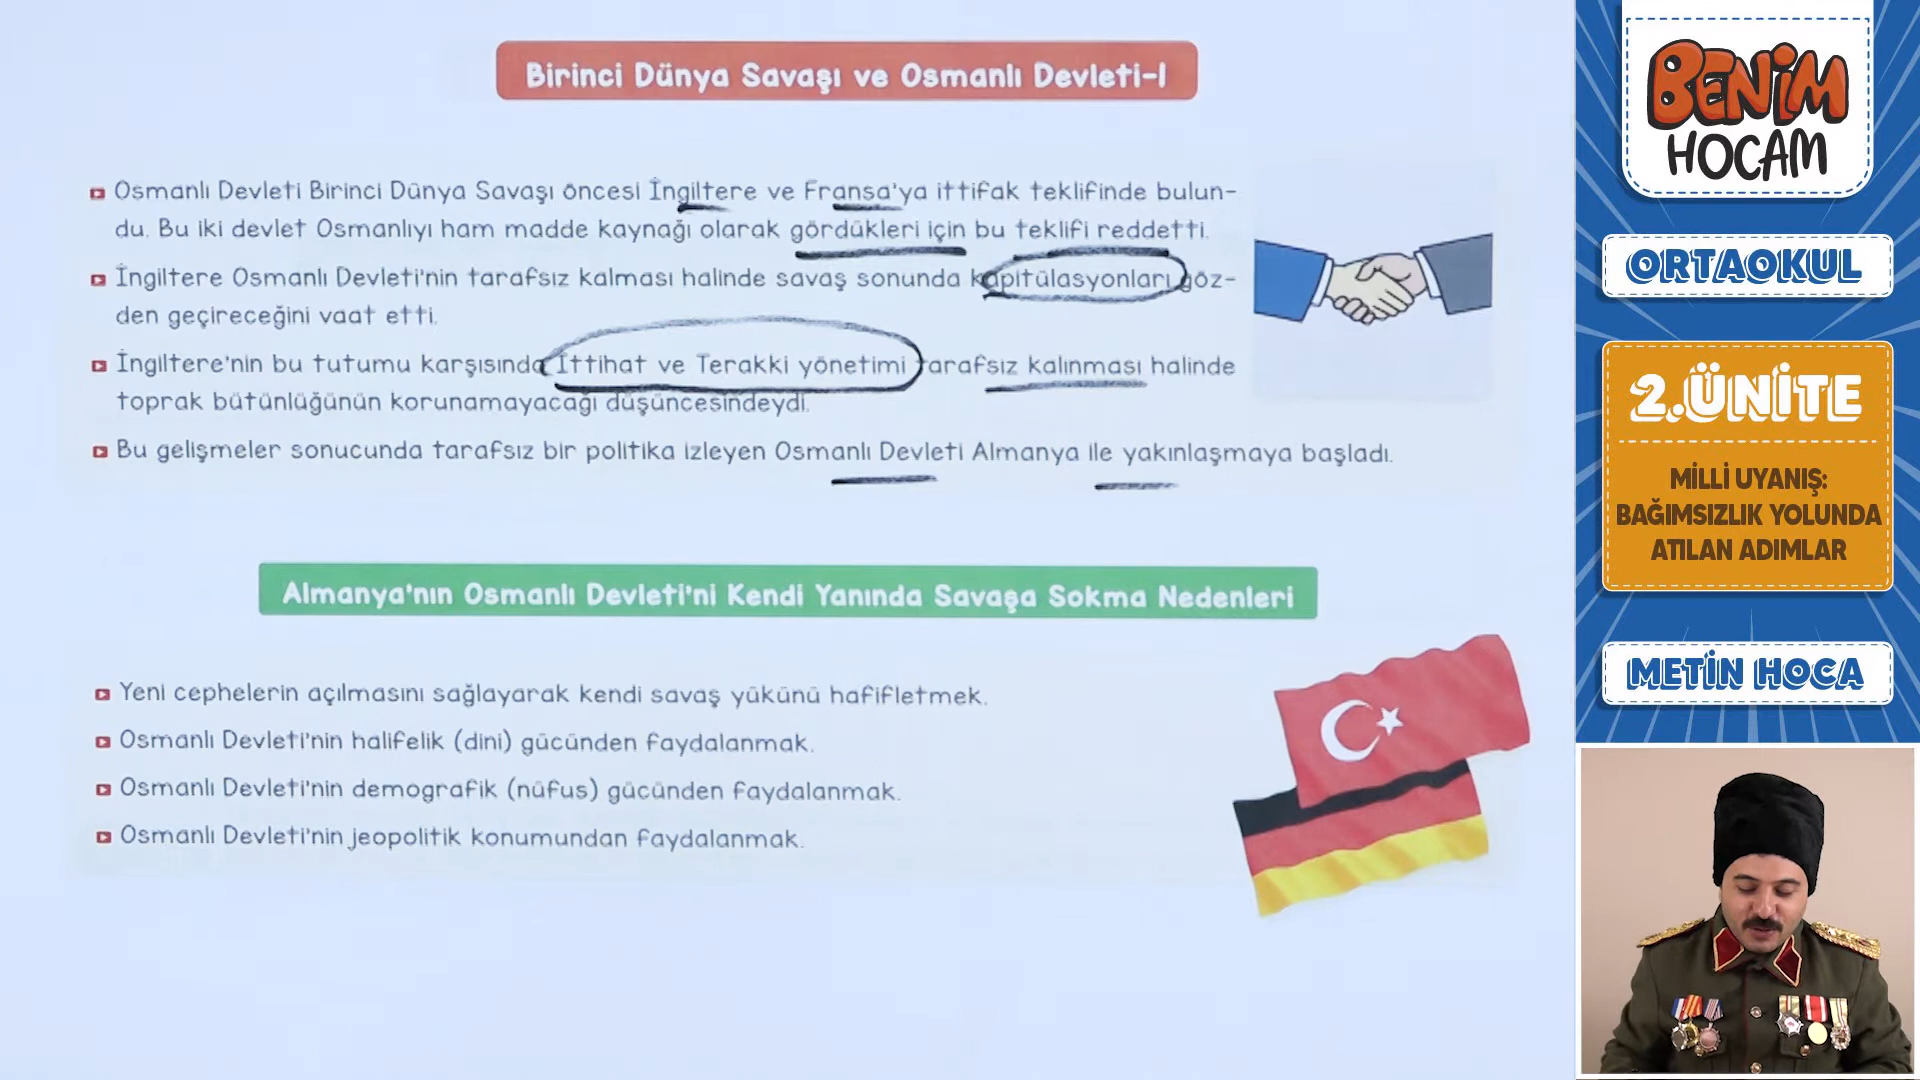 Birinci Dünya Savaşı ve Osmanlı Devleti-I
Osmanlı Devleti Birinci Dünya Savaşı öncesi İngiltere ve Fransa'ya ittifak teklifinde bulun-
du. Bu iki devlet Osmanlıyı ham madde kaynağı olarak gördükleri için bu teklifi reddetti.
İngiltere Osmanlı Devleti'nin tarafsız kalması halinde savaş sonunda kapitülasyonları göz-
den geçireceğini vaat etti.
İngiltere'nin bu tutumu karşısında İttihat ve Terakki yönetimi tarafsız kalınması halinde
toprak bütünlüğünün korunamayacağı düşüncesindeydi.
Bu gelişmeler sonucunda tarafsız bir politika izleyen Osmanlı Devleti Almanya ile yakınlaşmaya başladı.
Almanya'nın Osmanlı Devleti'ni Kendi Yanında Savaşa Sokma Nedenleri
Yeni cephelerin açılmasını sağlayarak kendi savaş yükünü hafifletmek.
Osmanlı Devleti'nin halifelik (dini) gücünden faydalanmak.
Osmanlı Devleti'nin demografik (nüfus) gücünden faydalanmak.
Osmanlı Devleti'nin jeopolitik konumundan faydalanmak.
BENİM
HOCAM
ORTAOKUL
2.ÜNİTE
MİLLİ UYANIŞ:
BAĞIMSIZLIK YOLUNDA
ATILAN ADIMLAR
METİN HOCA